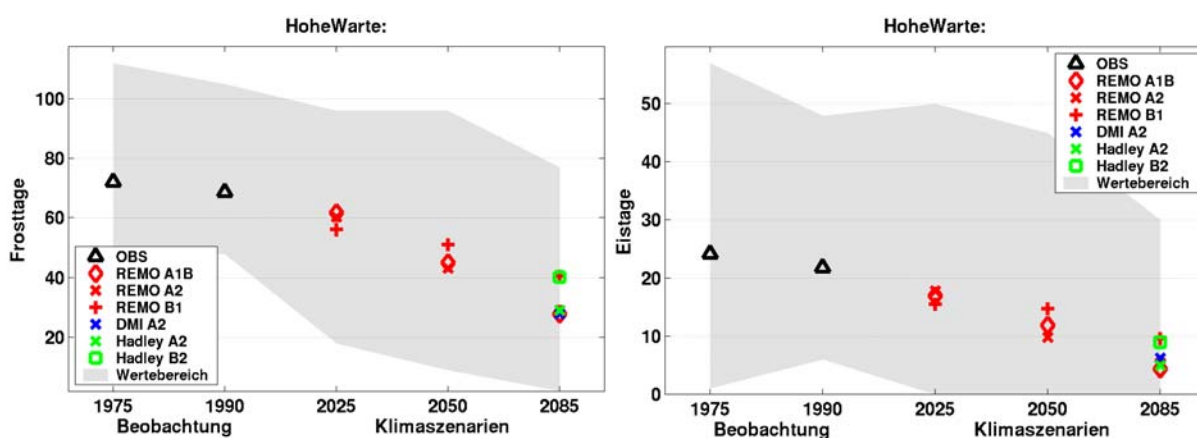 HoheWarte:
Frosttage
100
80
60
40
20
OBS
REMO A1B
REMO A2
REMO B1
DMI A2
Hadley A2
Hadley B2
Wertebereich
1975 1990 2025 2050 2085
Beobachtung Klimaszenarien
HoheWarte:
Eistage
50
40
30
20
10
0
OBS
REMO A1B
REMO A2
REMO B1
DMI A2
Hadley A2
Hadley B2
Wertebereich
1975 1990 2025 2050 2085
Beobachtung Klimaszenarien